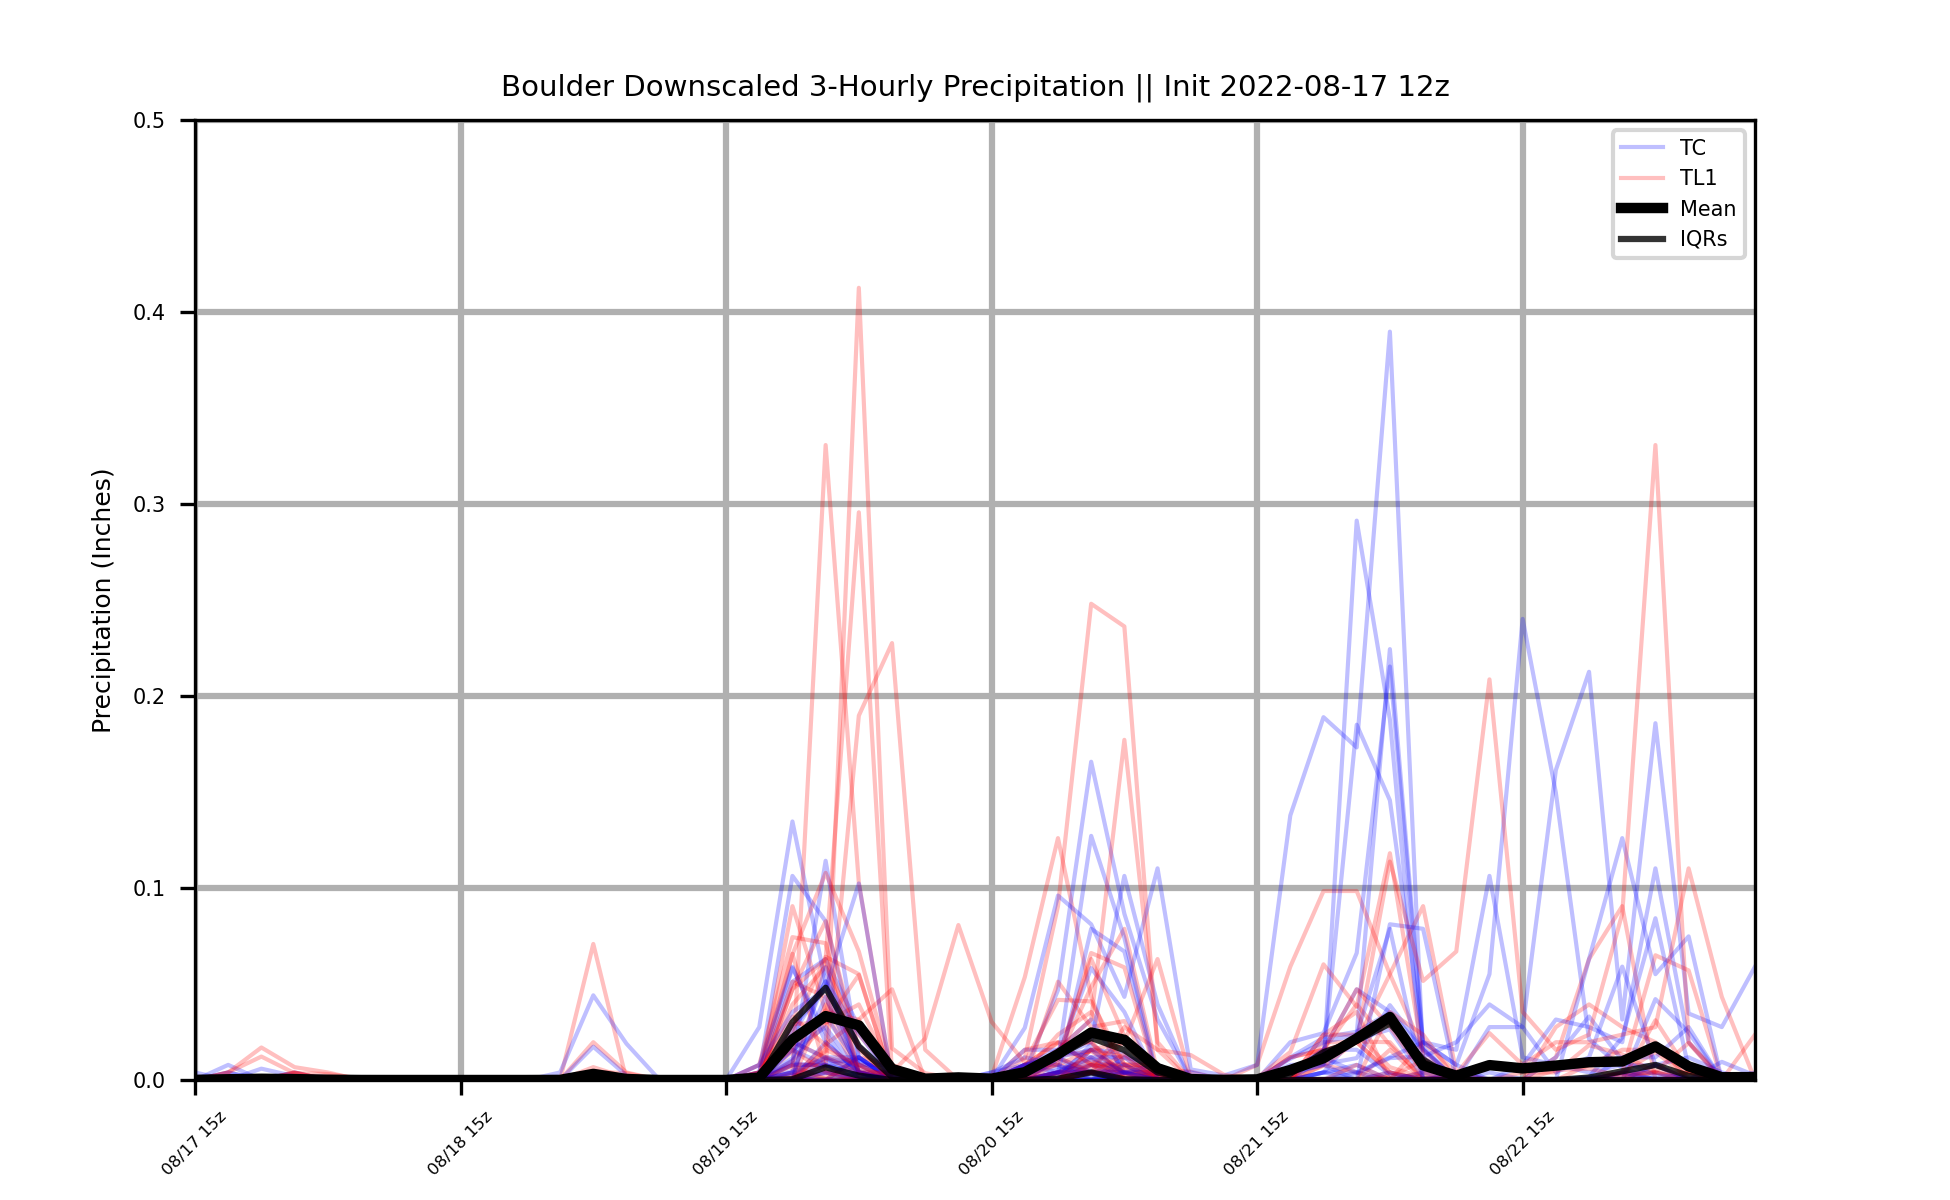 Boulder Downscaled 3-Hourly Precipitation || Init 2022-08-17 12z
0.5
0.4
0.3
0.2
0.1
0.0
Precipitation (Inches)
TC
TL1
Mean
IQRs
08/17 15z
08/18 15z
08/19 15z
08/20 15z
08/21 15z
08/22 15z